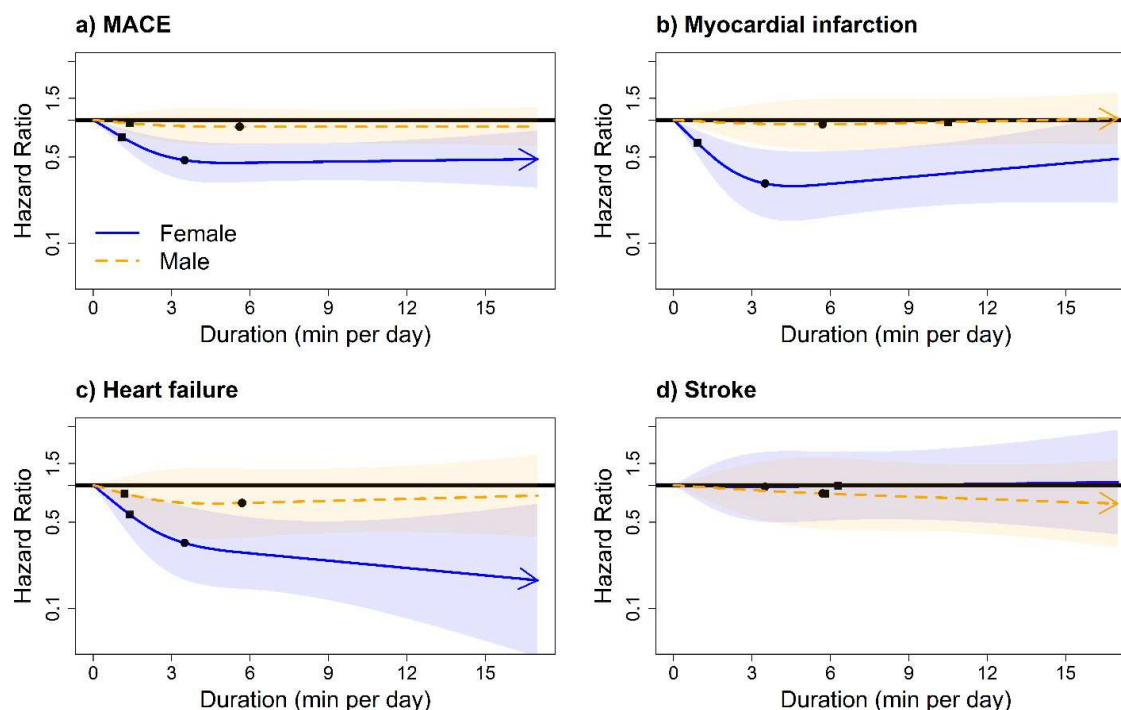 a) MACE
Hazard Ratio
1.5
0.5
0.1
Female
Male
0 3 6 9 12 15
Duration (min per day)
b) Myocardial infarction
Hazard Ratio
1.5
0.5
0.1
0 3 6 9 12 15
Duration (min per day)
c) Heart failure
Hazard Ratio
1.5
0.5
0.1
0 3 6 9 12 15
Duration (min per day)
d) Stroke
Hazard Ratio
1.5
0.5
0.1
0 3 6 9 12 15
Duration (min per day)